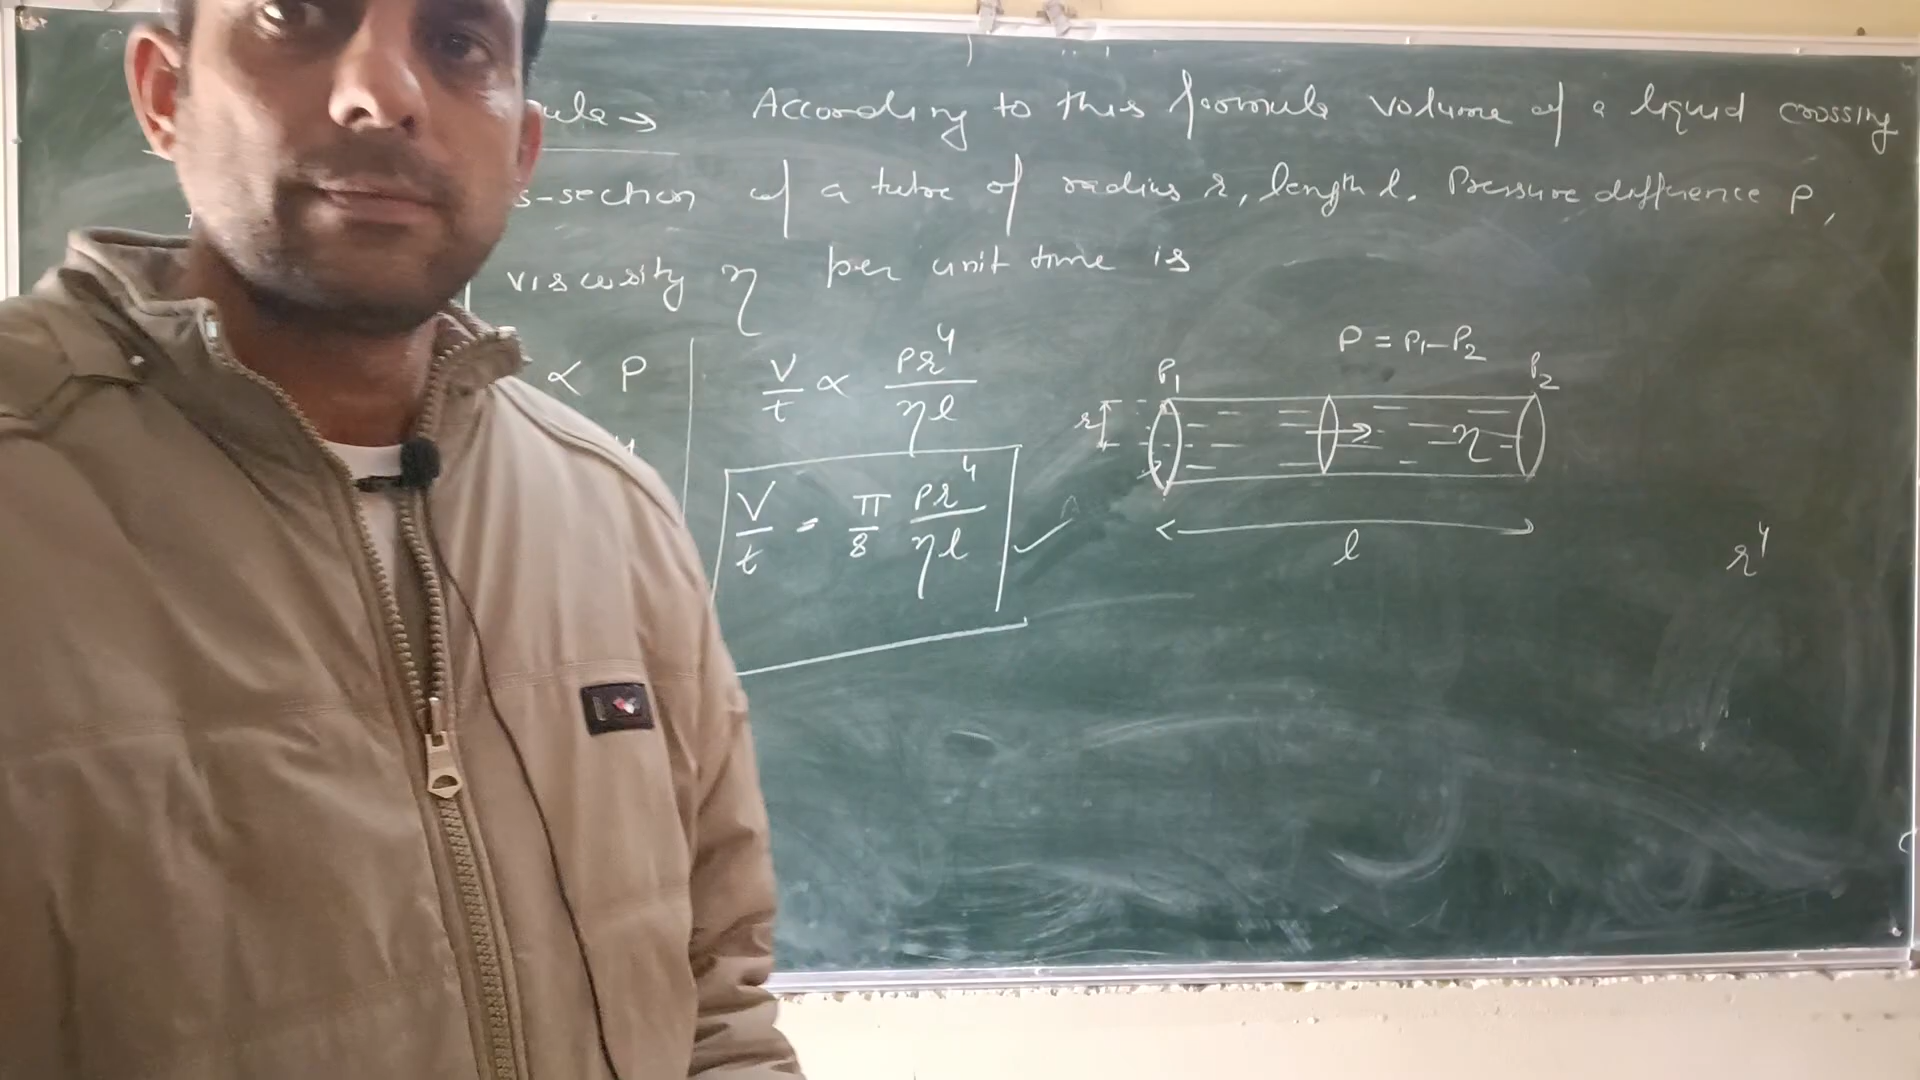 According to this formula volume of a liquid crossing
s-section of a tube of radius r, length l. Pressure difference P,
viscosity η per unit time is
∝ P
V/t ∝ Pr⁴/ηl
V/t = π/8 Pr⁴/ηl
P = P₁-P₂
P₁ P₂
r
η
l
r⁴